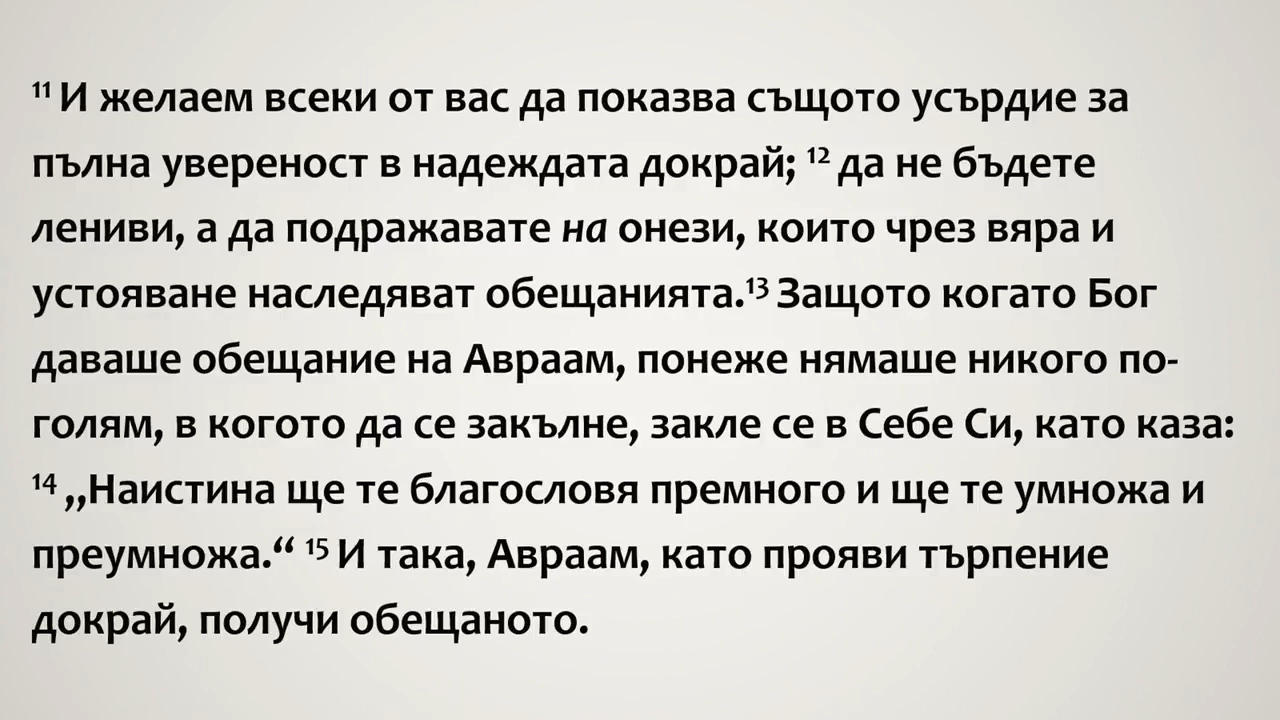 ¹¹ И желаем всеки от вас да показва същото усърдие за
пълна увереност в надеждата докрай; ¹² да не бъдете
лениви, а да подражавате на онези, които чрез вяра и
устояване наследяват обещанията.¹³ Защото когато Бог
даваше обещание на Авраам, понеже нямаше никого по-
голям, в когото да се закълне, закле се в Себе Си, като каза:
¹⁴ „Наистина ще те благословя премного и ще те умножа и
преумножа.“ ¹⁵ И така, Авраам, като прояви търпение
докрай, получи обещаното.